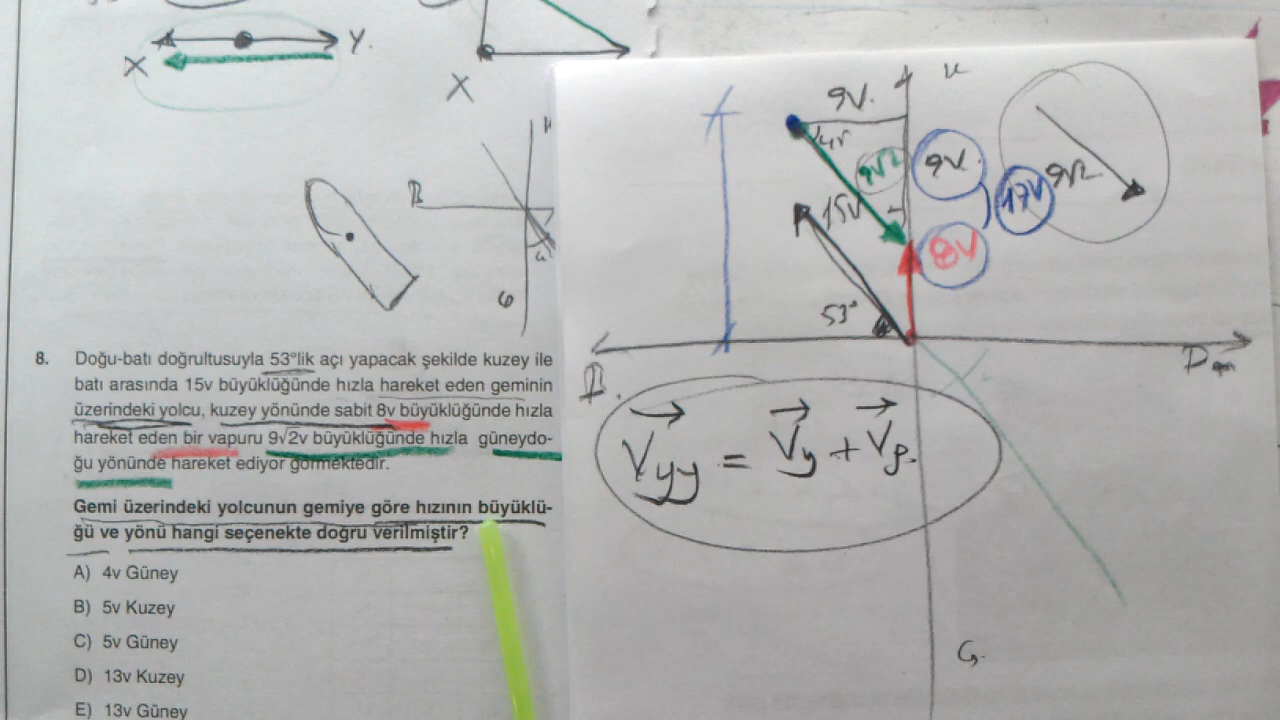 X
Y.
X
9V.
K
45
9√2
9V
9√2
15V
17V
8V
B
G
53°
B.
D
8. Doğu-batı doğrultusuyla 53°lik açı yapacak şekilde kuzey ile
batı arasında 15v büyüklüğünde hızla hareket eden geminin
üzerindeki yolcu, kuzey yönünde sabit 8v büyüklüğünde hızla
hareket eden bir vapuru 9√2v büyüklüğünde hızla güneydo-
ğu yönünde hareket ediyor görmektedir.
Vyy = Vy + Vg.
Gemi üzerindeki yolcunun gemiye göre hızının büyüklü-
ğü ve yönü hangi seçenekte doğru verilmiştir?
A) 4v Güney
B) 5v Kuzey
C) 5v Güney
D) 13v Kuzey
E) 13v Güney
G.